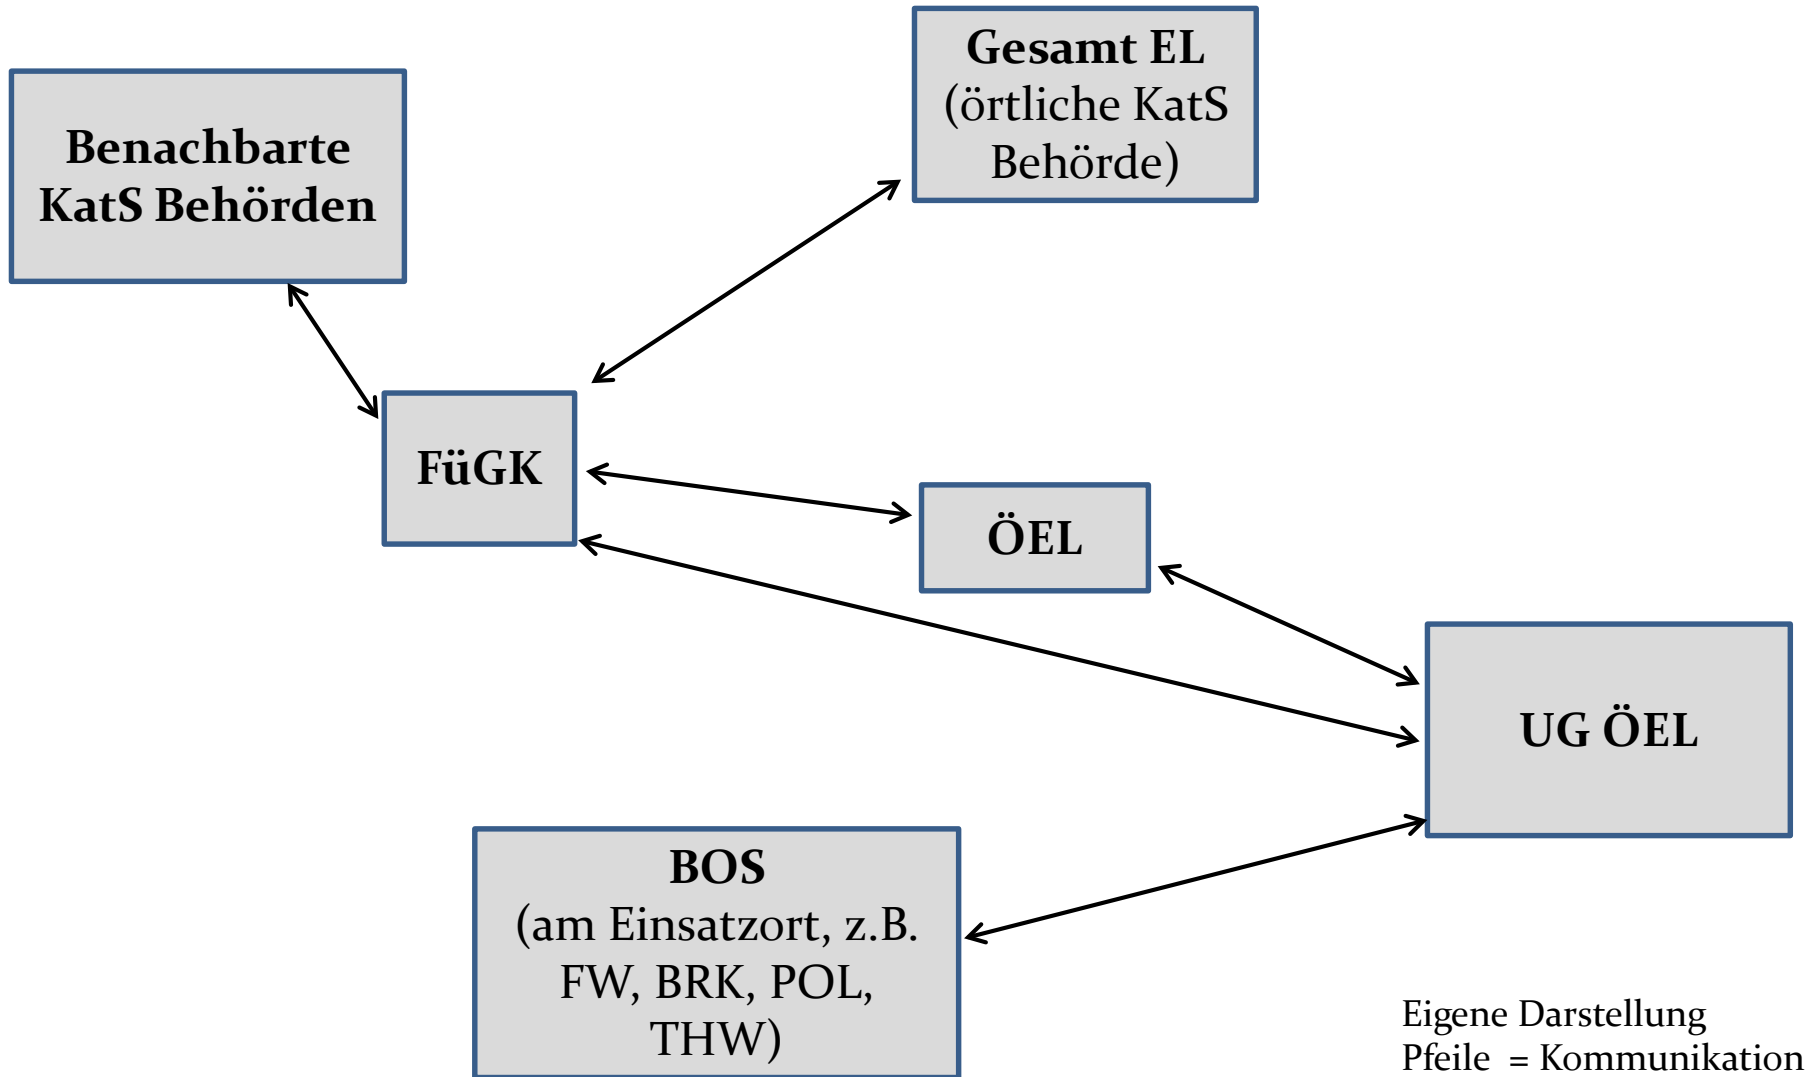 Gesamt EL
(örtliche KatS
Behörde)
Benachbarte
KatS Behörden
FüGK
ÖEL
UG ÖEL
BOS
(am Einsatzort, z.B.
FW, BRK, POL,
THW)
Eigene Darstellung
Pfeile = Kommunikation